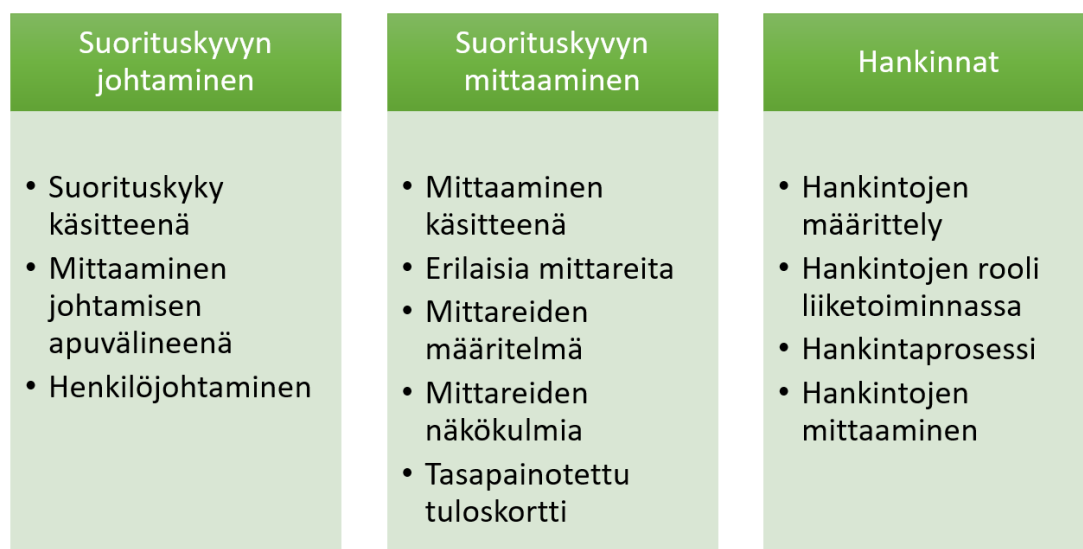 Suorituskyvyn
johtaminen
• Suorituskyky
käsitteenä
• Mittaaminen
johtamisen
apuvälineenä
• Henkilöjohtaminen
Suorituskyvyn
mittaaminen
• Mittaaminen
käsitteenä
• Erilaisia mittareita
• Mittareiden
määritelmä
• Mittareiden
näkökulmia
• Tasapainotettu
tuloskortti
Hankinnat
• Hankintojen
määrittely
• Hankintojen rooli
liiketoiminnassa
• Hankintaprosessi
• Hankintojen
mittaaminen